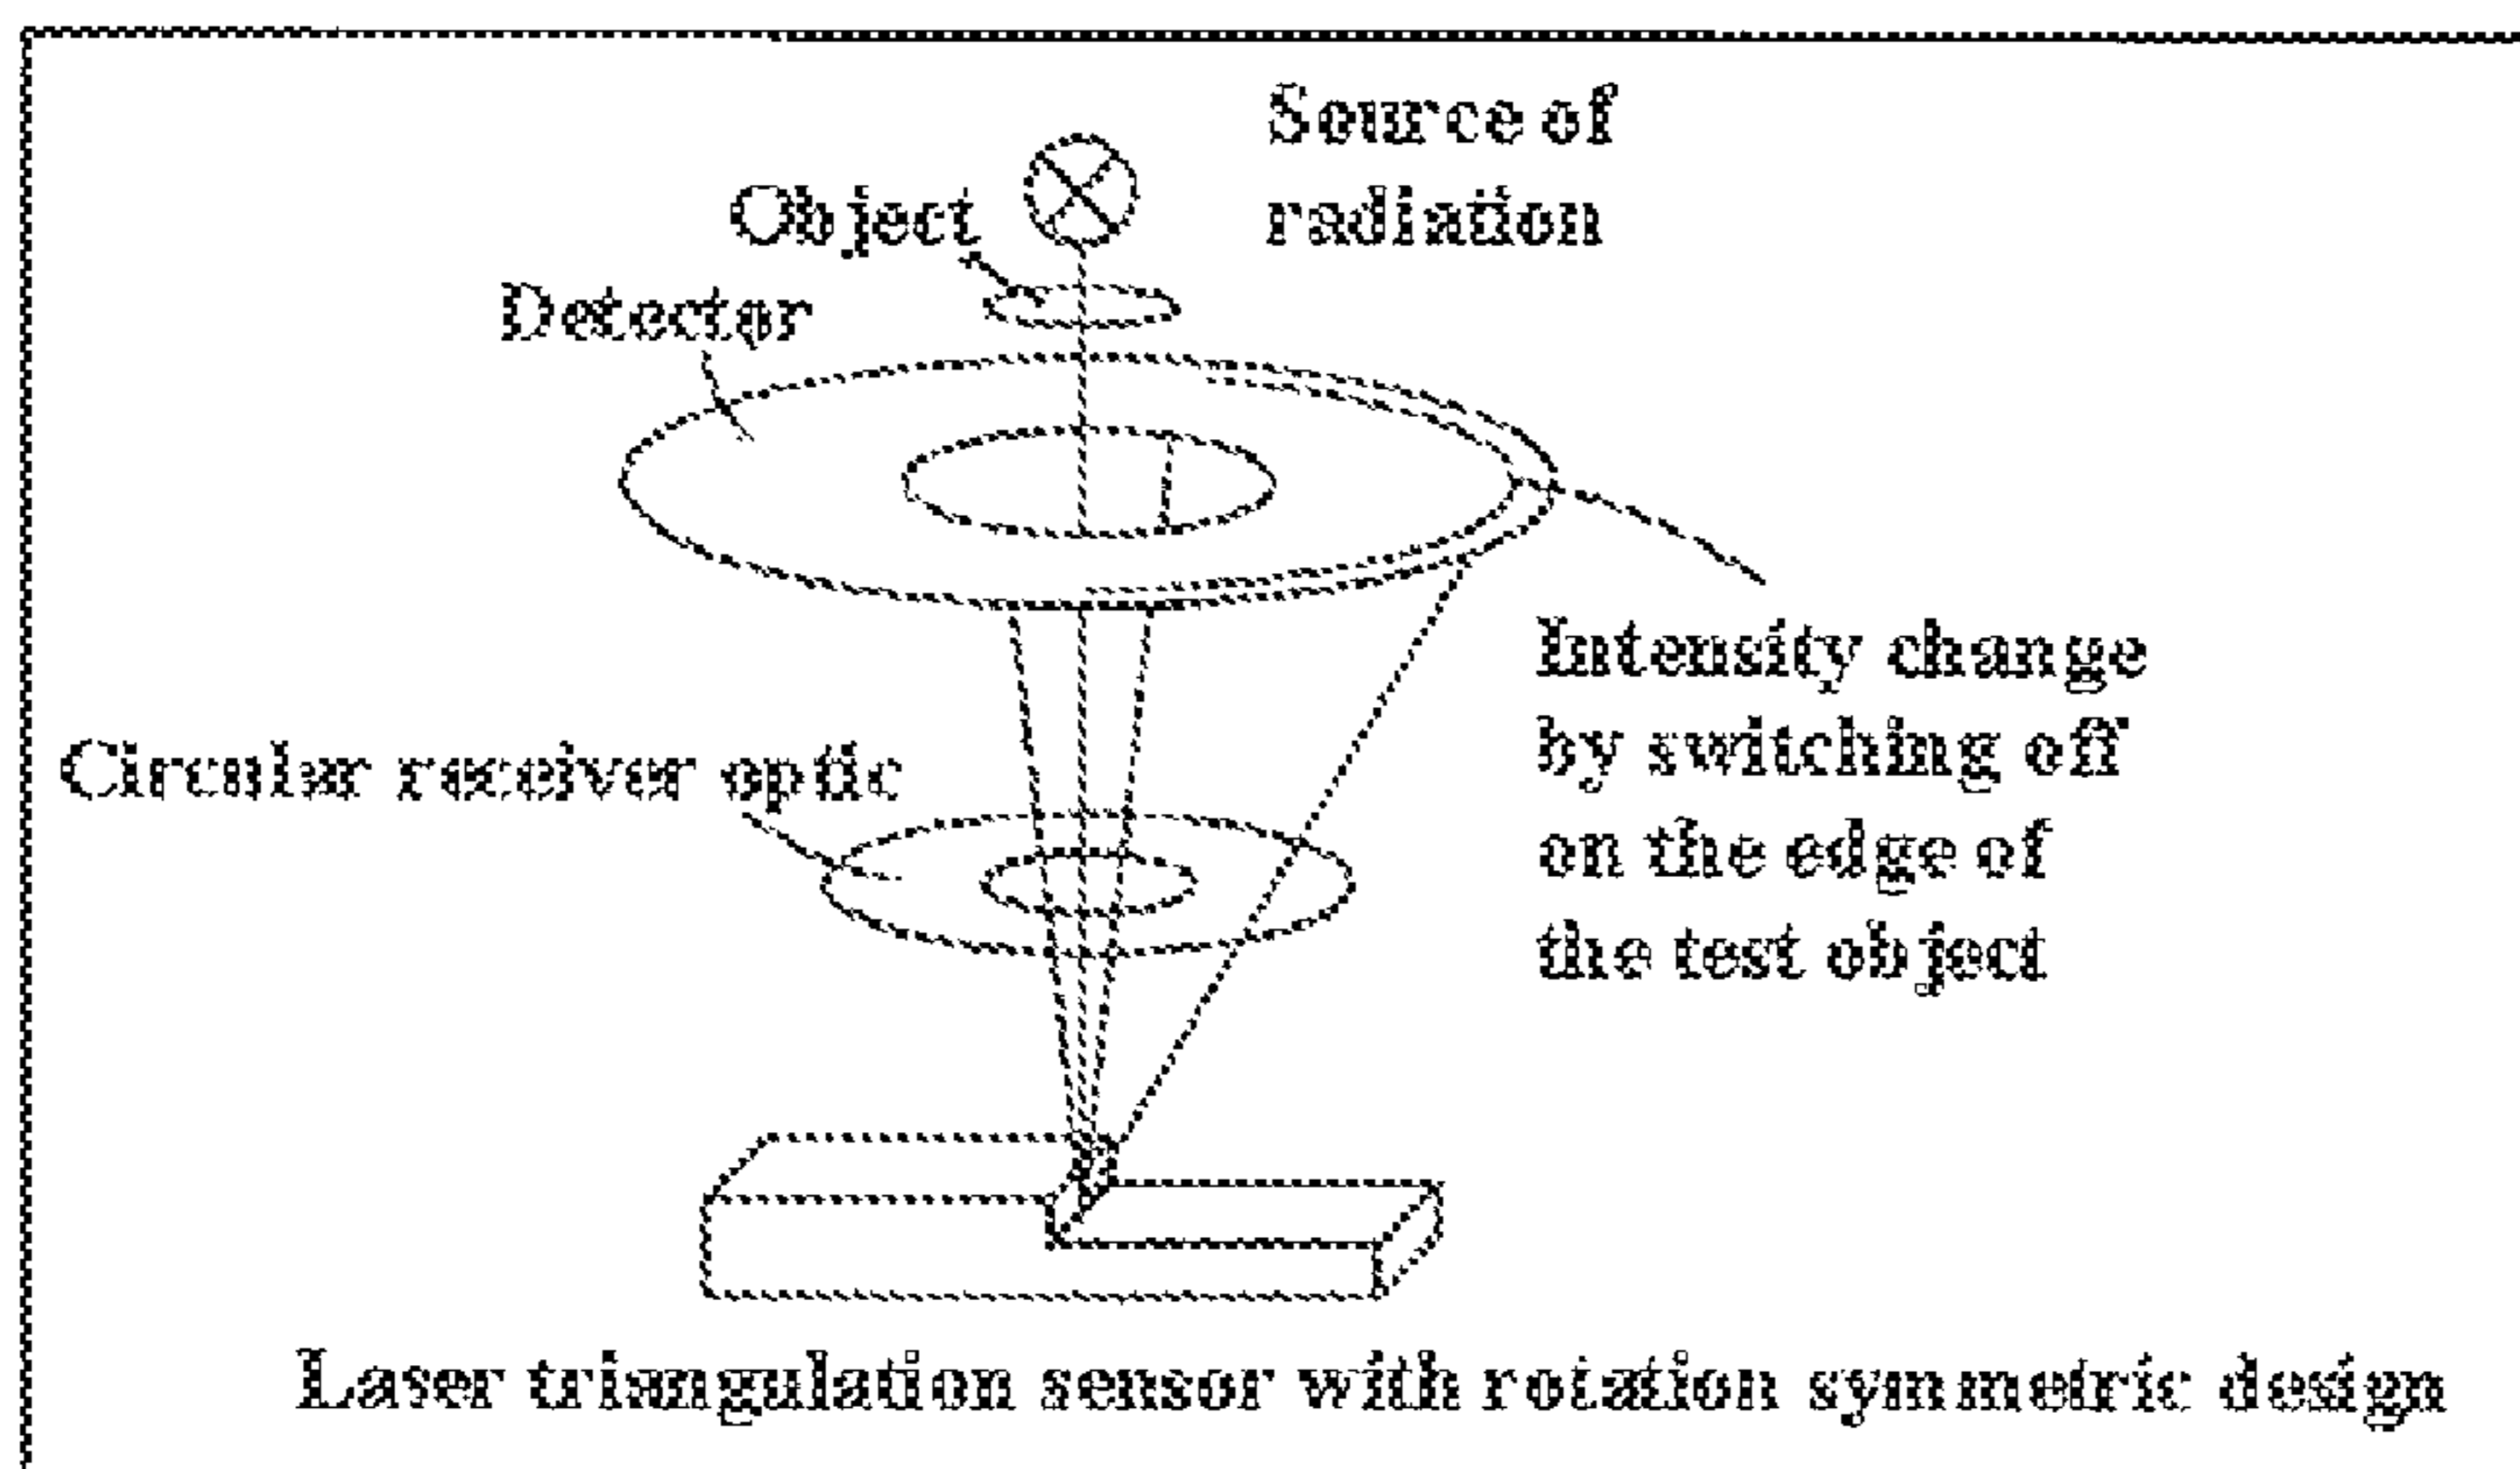 Source of
radiation
Object
Detector
Intensity change
by switching off
on the edge of
the test object
Circular receiver optic
Laser triangulation sensor with rotation symmetric design